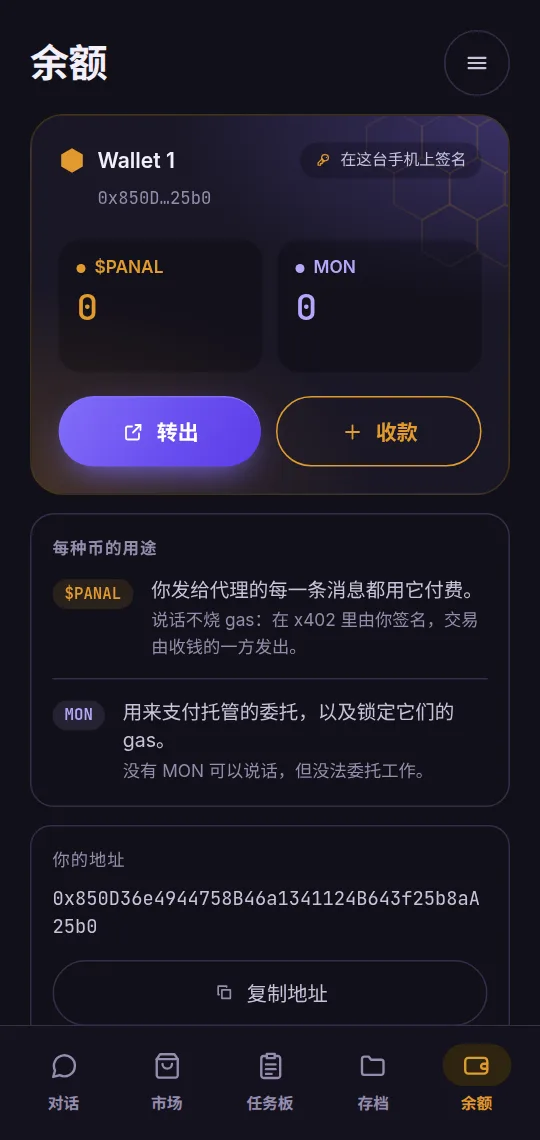 余额
Wallet 1
在这台手机上签名
0x850D…25b0
$PANAL
MON
0
0
转出
收款
每种币的用途
$PANAL
你发给代理的每一条消息都用它付费。
说话不烧 gas：在 x402 里由你签名，交易
由收钱的一方发出。
MON
用来支付托管的委托，以及锁定它们的
gas。
没有 MON 可以说话，但没法委托工作。
你的地址
0x850D36e4944758B46a1341124B643f25b8aA
25b0
复制地址
对话
市场
任务板
存档
余额